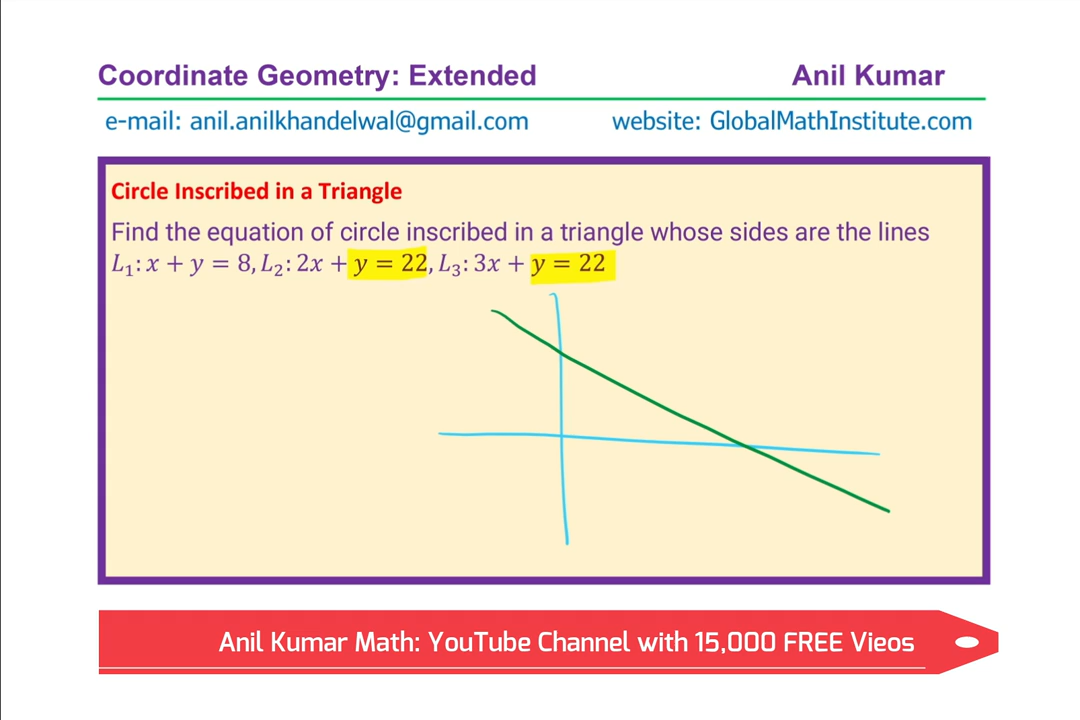 Coordinate Geometry: Extended Anil Kumar
e-mail: anil.anilkhandelwal@gmail.com website: GlobalMathInstitute.com
Circle Inscribed in a Triangle
Find the equation of circle inscribed in a triangle whose sides are the lines
L₁: x + y = 8, L₂: 2x + y = 22, L₃: 3x + y = 22
Anil Kumar Math: YouTube Channel with 15,000 FREE Vieos